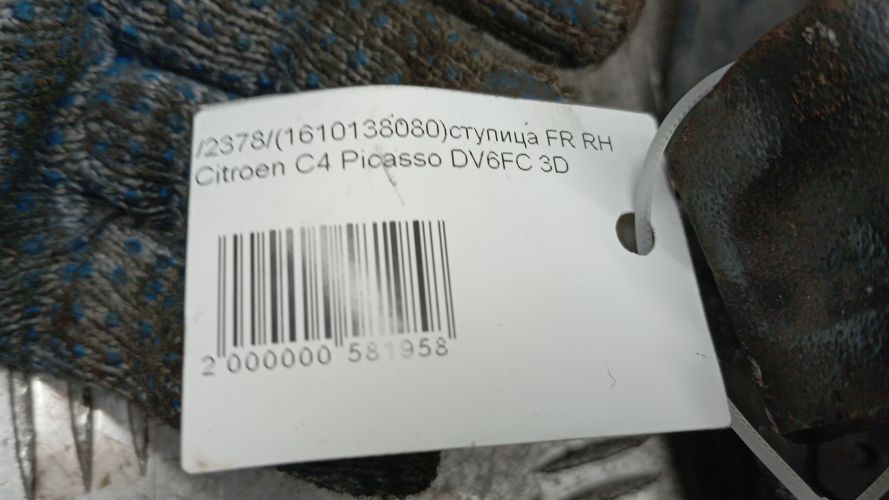 /2378/(1610138080)ступица FR RH
Citroen C4 Picasso DV6FC 3D
2 000000 581958